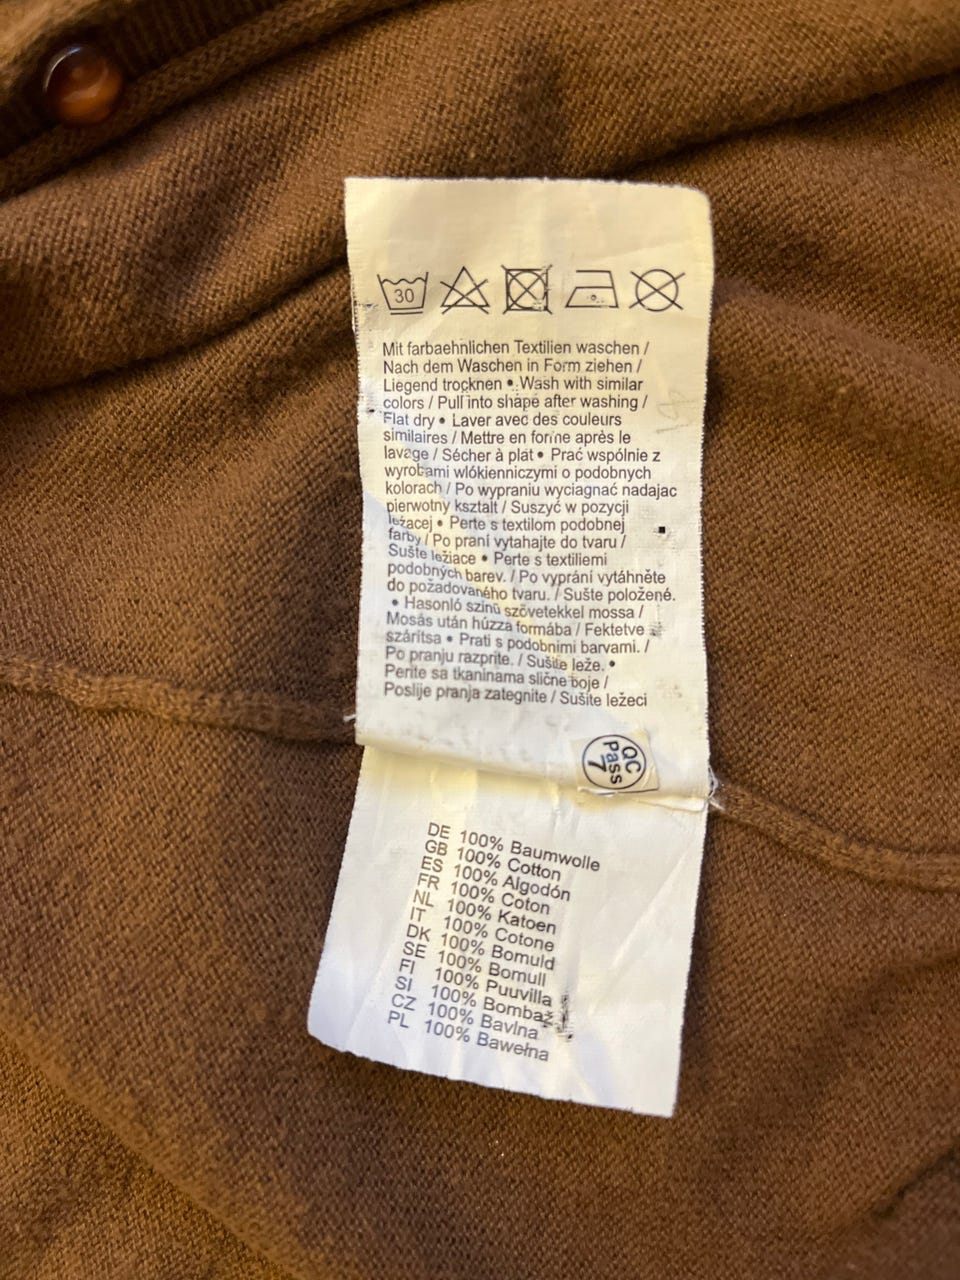 30
Mit farbaehnlichen Textilien waschen /
Nach dem Waschen in Form ziehen /
Liegend trocknen • Wash with similar
colors / Pull into shape after washing /
Flat dry • Laver avec des couleurs
similaires / Mettre en forme après le
lavage / Sécher à plat • Prać wspólnie z
wyrobami wlókienniczymi o podobnych
kolorach / Po wypraniu wyciagnać nadajac
pierwotny ksztalt / Suszyć w pozycji
leżacej • Perte s textilom podobnej
farby / Po praní vytahajte do tvaru /
Sušte ležiace • Perte s textiliemi
podobných barev. / Po vyprání vytáhněte
do požadovaného tvaru. / Sušte položené.
• Hasonló szinű szövetekkel mossa /
Mosás után húzza formába / Fektetve
szárítsa • Prati s podobnimi barvami. /
Po pranju razprite. / Sušite leže. •
Perite sa tkaninama slične boje /
Poslije pranja zategnite / Sušite ležeci
QC
Pass
7
DE 100% Baumwolle
GB 100% Cotton
ES 100% Algodón
FR 100% Coton
NL 100% Katoen
IT 100% Cotone
DK 100% Bomuld
SE 100% Bomull
FI 100% Puuvilla
SI 100% Bombaž
CZ 100% Bavlna
PL 100% Bawełna